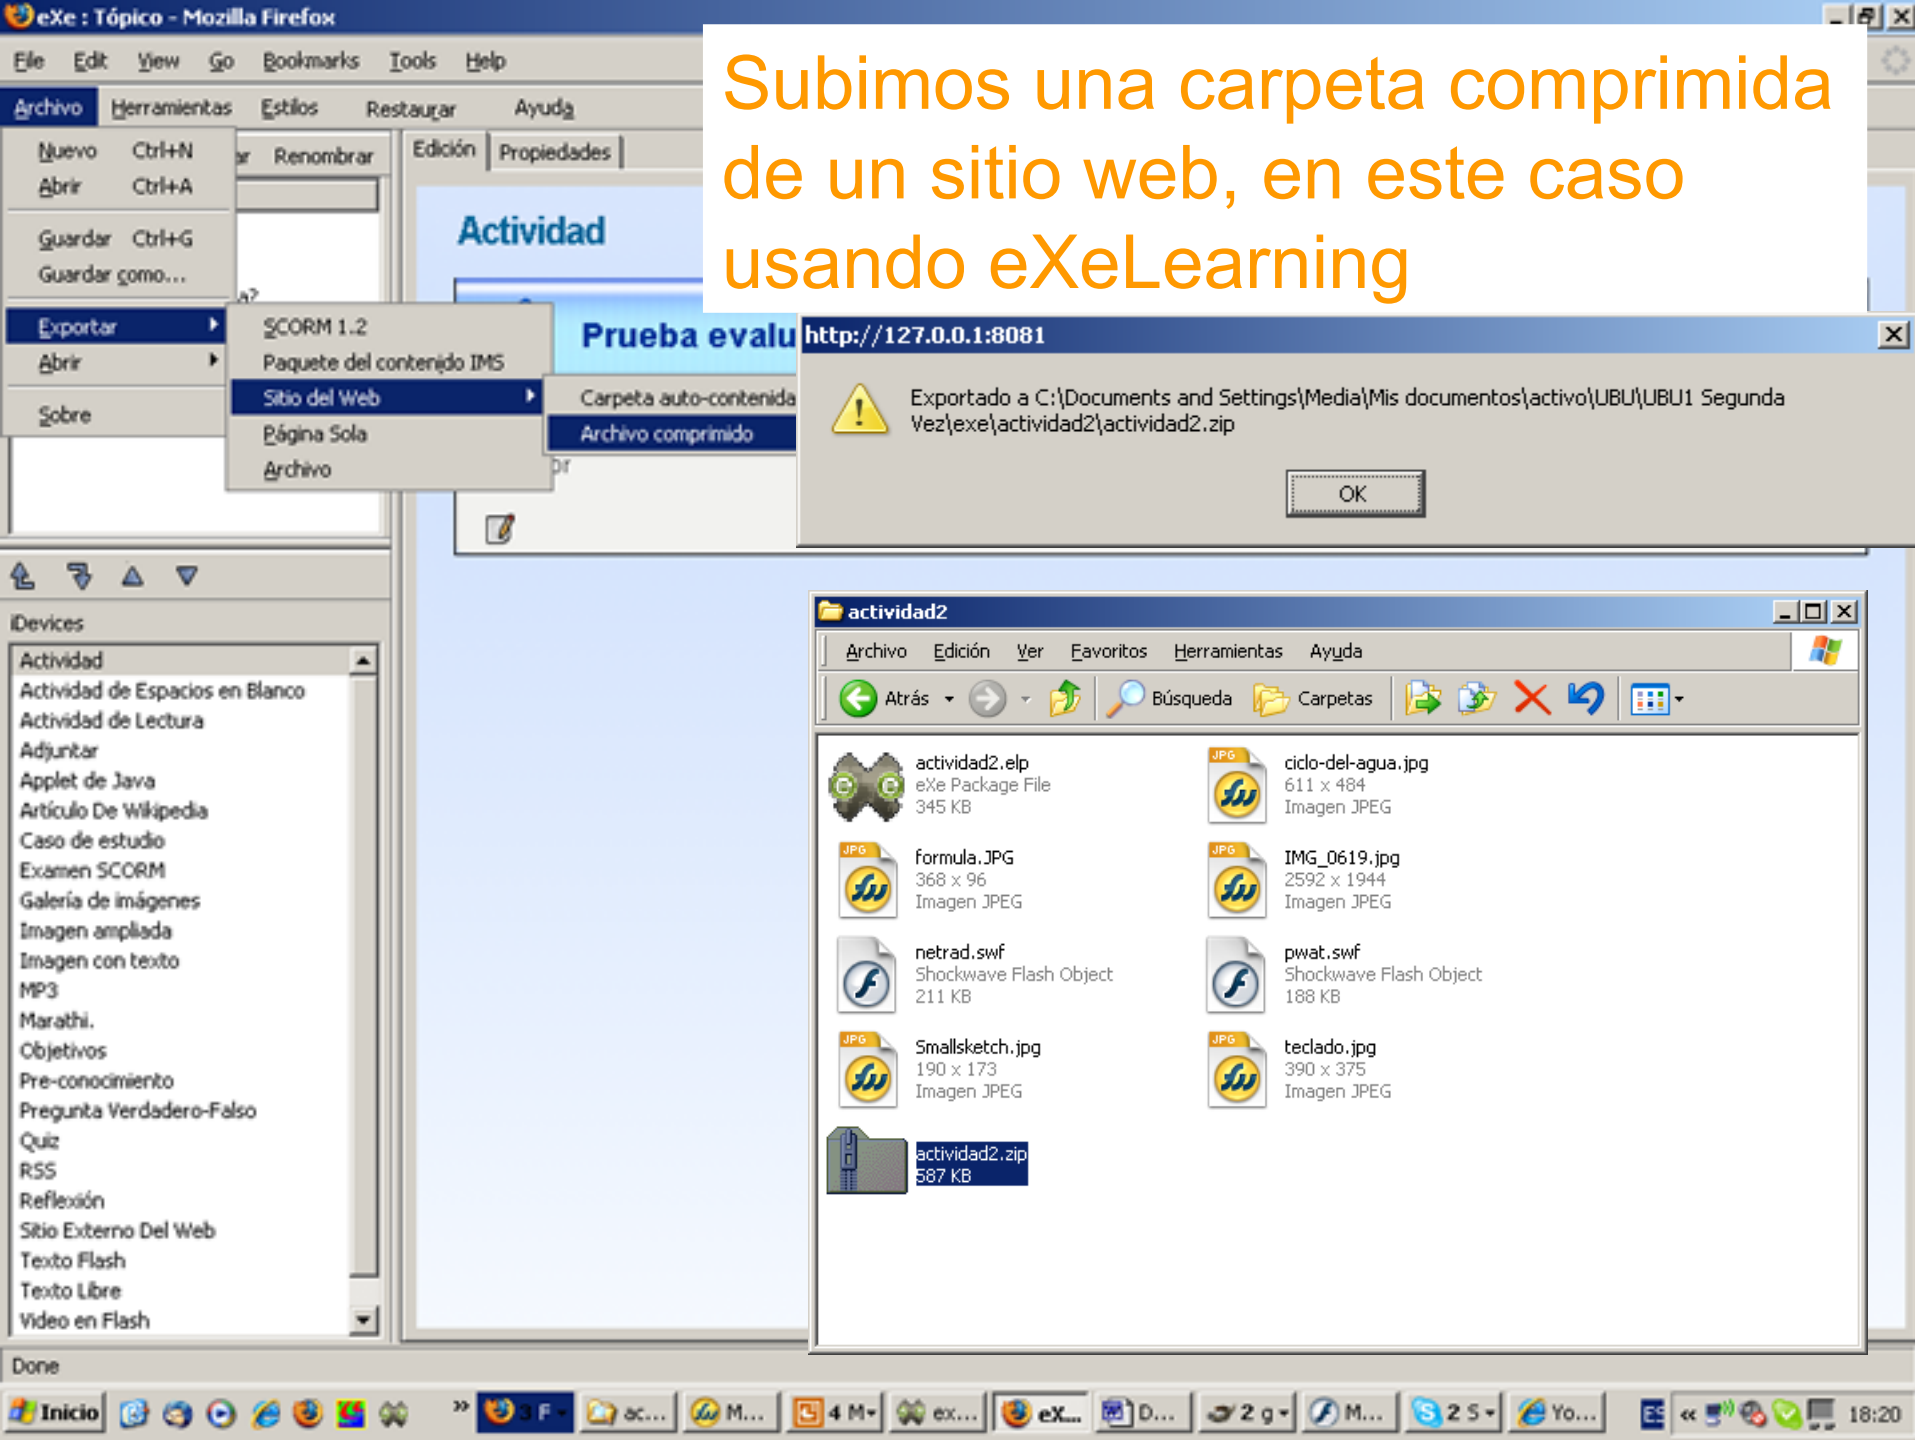 eXe : Tópico - Mozilla Firefox
File Edit View Go Bookmarks Tools Help
Subimos una carpeta comprimida
de un sitio web, en este caso
usando eXeLearning
Archivo Herramientas Estilos Restaurar Ayuda
Nuevo Ctrl+N
Abrir Ctrl+A
Guardar Ctrl+G
Guardar como...
Exportar
Abrir
Sobre
Renombrar
Edición Propiedades
Actividad
Prueba evalu
SCORM 1.2
Paquete del contenido IMS
Sitio del Web
Página Sola
Archivo
Carpeta auto-contenida
Archivo comprimido
http://127.0.0.1:8081
Exportado a C:\Documents and Settings\Media\Mis documentos\activo\UBU\UBU1 Segunda
Vez\exe\actividad2\actividad2.zip
OK
iDevices
Actividad
Actividad de Espacios en Blanco
Actividad de Lectura
Adjuntar
Applet de Java
Artículo De Wikipedia
Caso de estudio
Examen SCORM
Galería de imágenes
Imagen ampliada
Imagen con texto
MP3
Marathi.
Objetivos
Pre-conocimiento
Pregunta Verdadero-Falso
Quiz
RSS
Reflexión
Sitio Externo Del Web
Texto Flash
Texto Libre
Video en Flash
actividad2
Archivo Edición Ver Favoritos Herramientas Ayuda
Atrás Búsqueda Carpetas
actividad2.elp
eXe Package File
345 KB
ciclo-del-agua.jpg
611 x 484
Imagen JPEG
formula.JPG
368 x 96
Imagen JPEG
IMG_0619.jpg
2592 x 1944
Imagen JPEG
netrad.swf
Shockwave Flash Object
211 KB
pwat.swf
Shockwave Flash Object
188 KB
Smallsketch.jpg
190 x 173
Imagen JPEG
teclado.jpg
390 x 375
Imagen JPEG
actividad2.zip
587 KB
Done
Inicio » 3 F ac... M... 4 M ex... eX... D... 2 g M... 2 S Yo... ES « 18:20